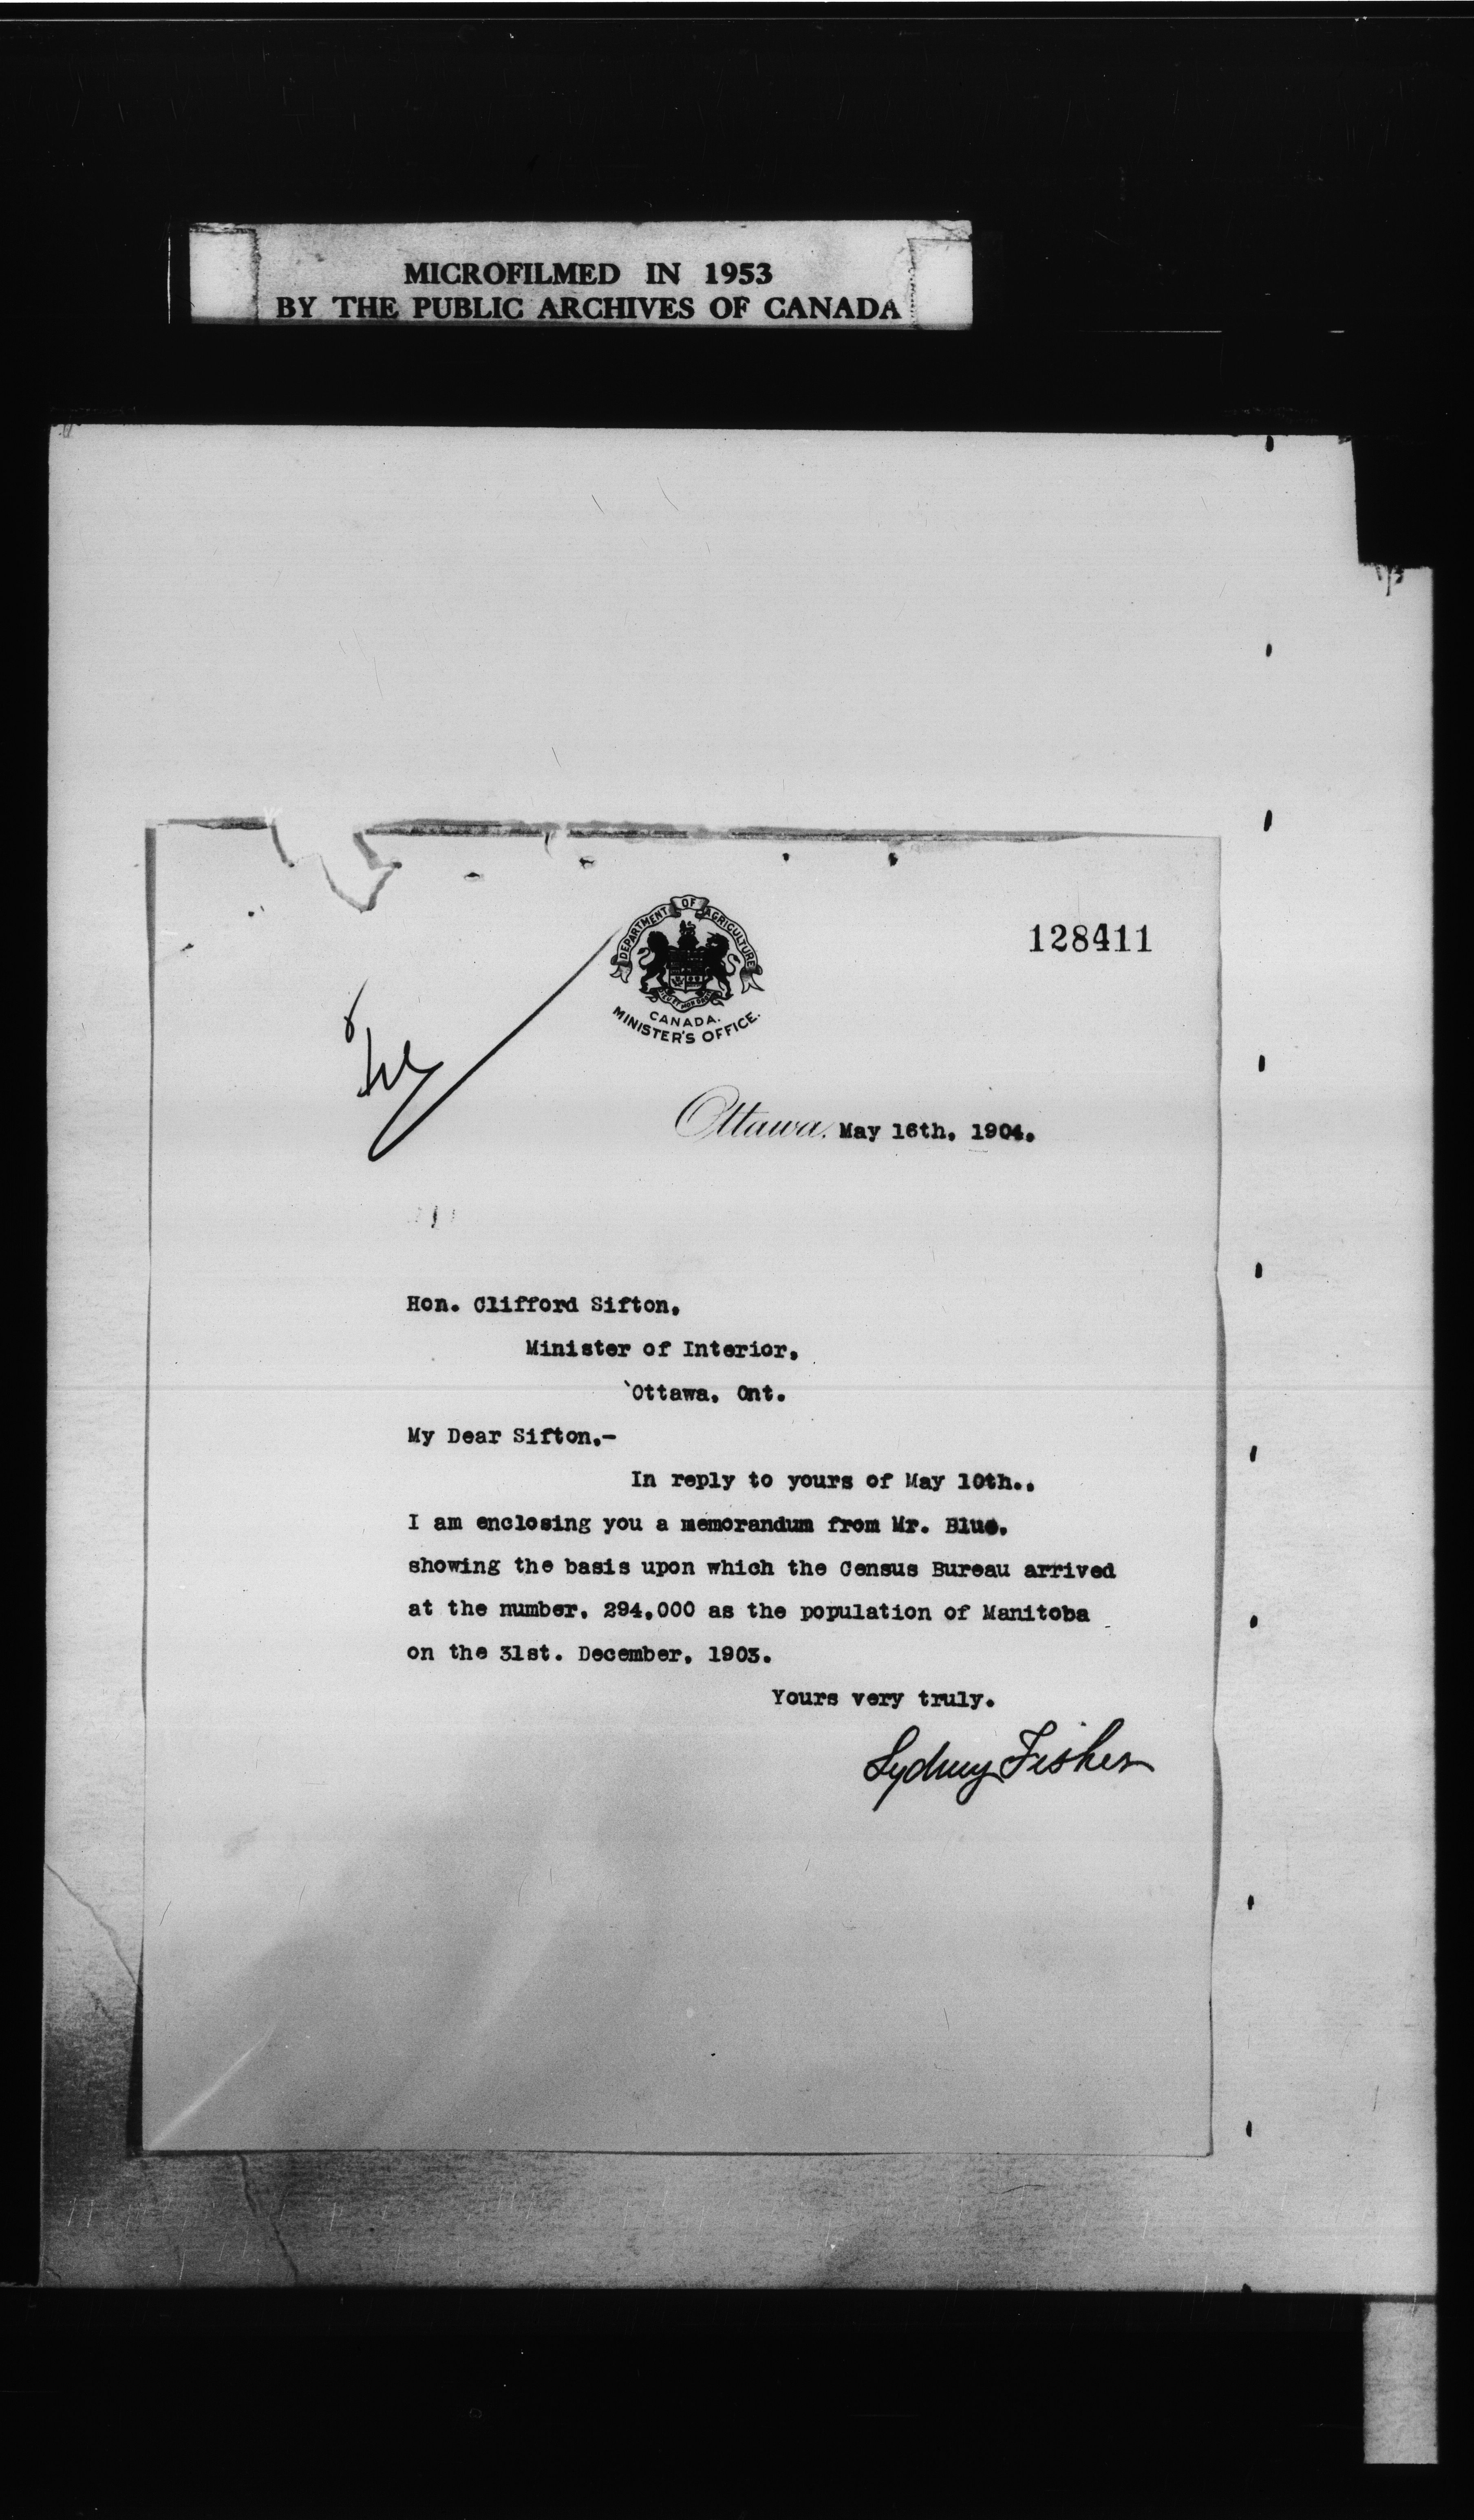 MICROFILMED IN 1953
BY THE PUBLIC ARCHIVES OF CANADA
DEPARTMENT OF AGRICULTURE
CANADA.
MINISTER'S OFFICE.
128411
Ottawa, May 16th, 1904.
Hon. Clifford Sifton,
Minister of Interior,
Ottawa, Ont.
My Dear Sifton,-
In reply to yours of May 10th.,
I am enclosing you a memorandum from Mr. Blue,
showing the basis upon which the Census Bureau arrived
at the number, 294,000 as the population of Manitoba
on the 31st. December, 1903.
Yours very truly.
Sydney Fisher